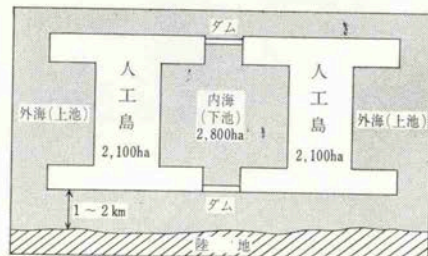 ダム
人工島
2,100ha
外海(上池)
内海
(下池)
2,800ha
人工島
2,100ha
外海(上池)
ダム
1～2km
陸地